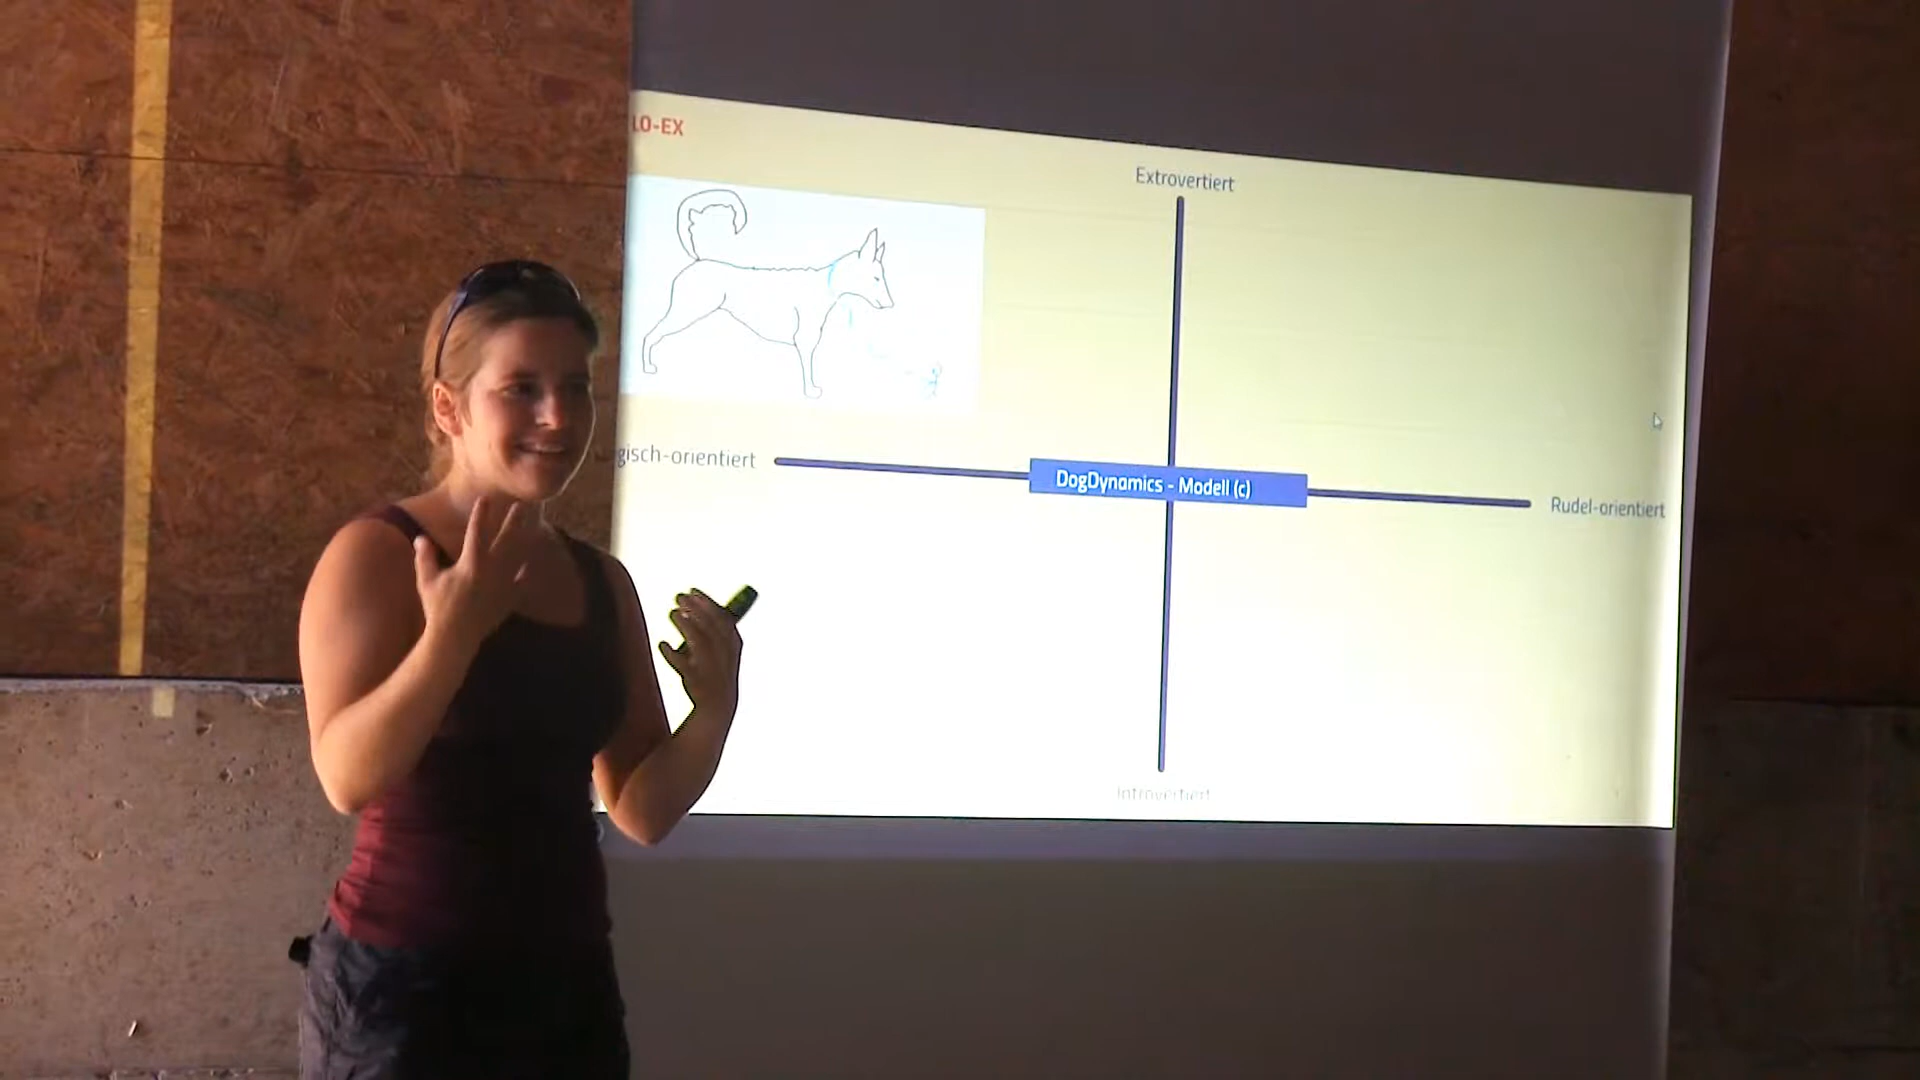 LO-EX
Extrovertiert
gisch-orientiert
DogDynamics - Modell (c)
Rudel-orientiert
Introvertiert